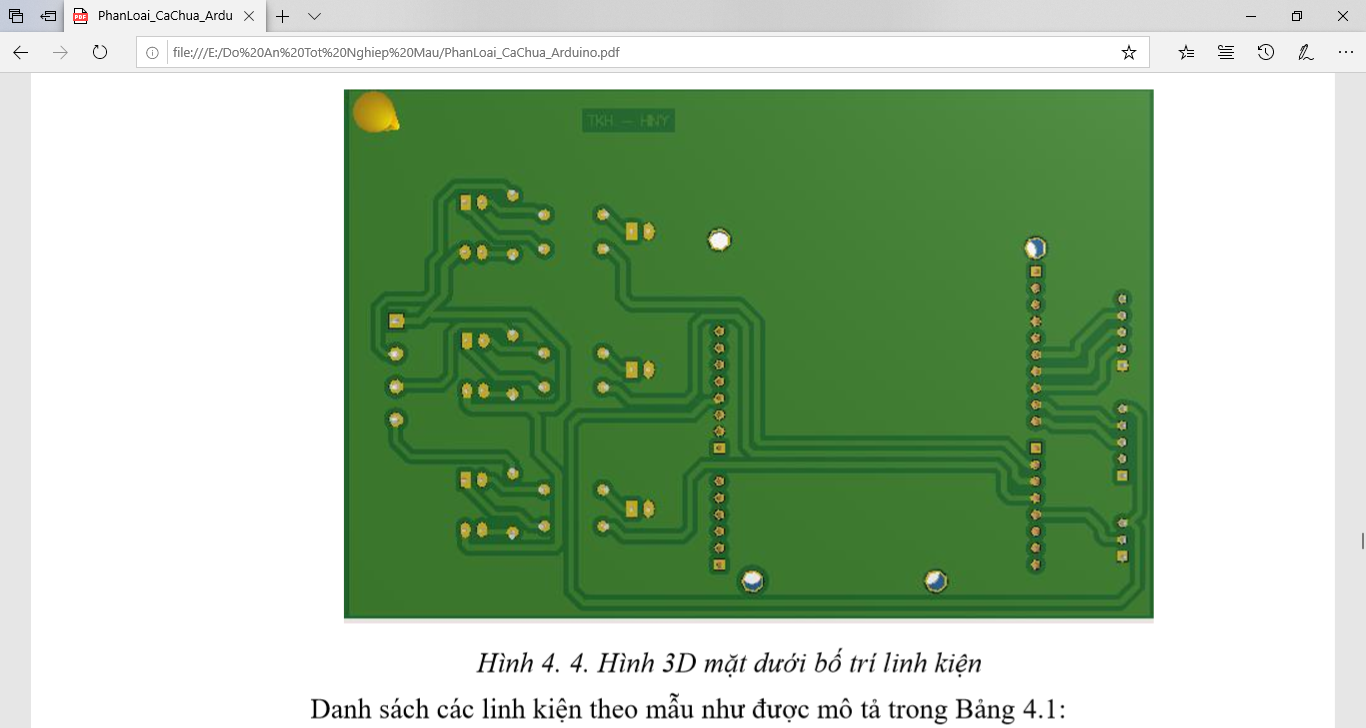 PhanLoai_CaChua_Ardu
file:///E:/Do%20An%20Tot%20Nghiep%20Mau/PhanLoai_CaChua_Arduino.pdf
TKH - HNY
Hình 4. 4. Hình 3D mặt dưới bố trí linh kiện
Danh sách các linh kiện theo mẫu như được mô tả trong Bảng 4.1: